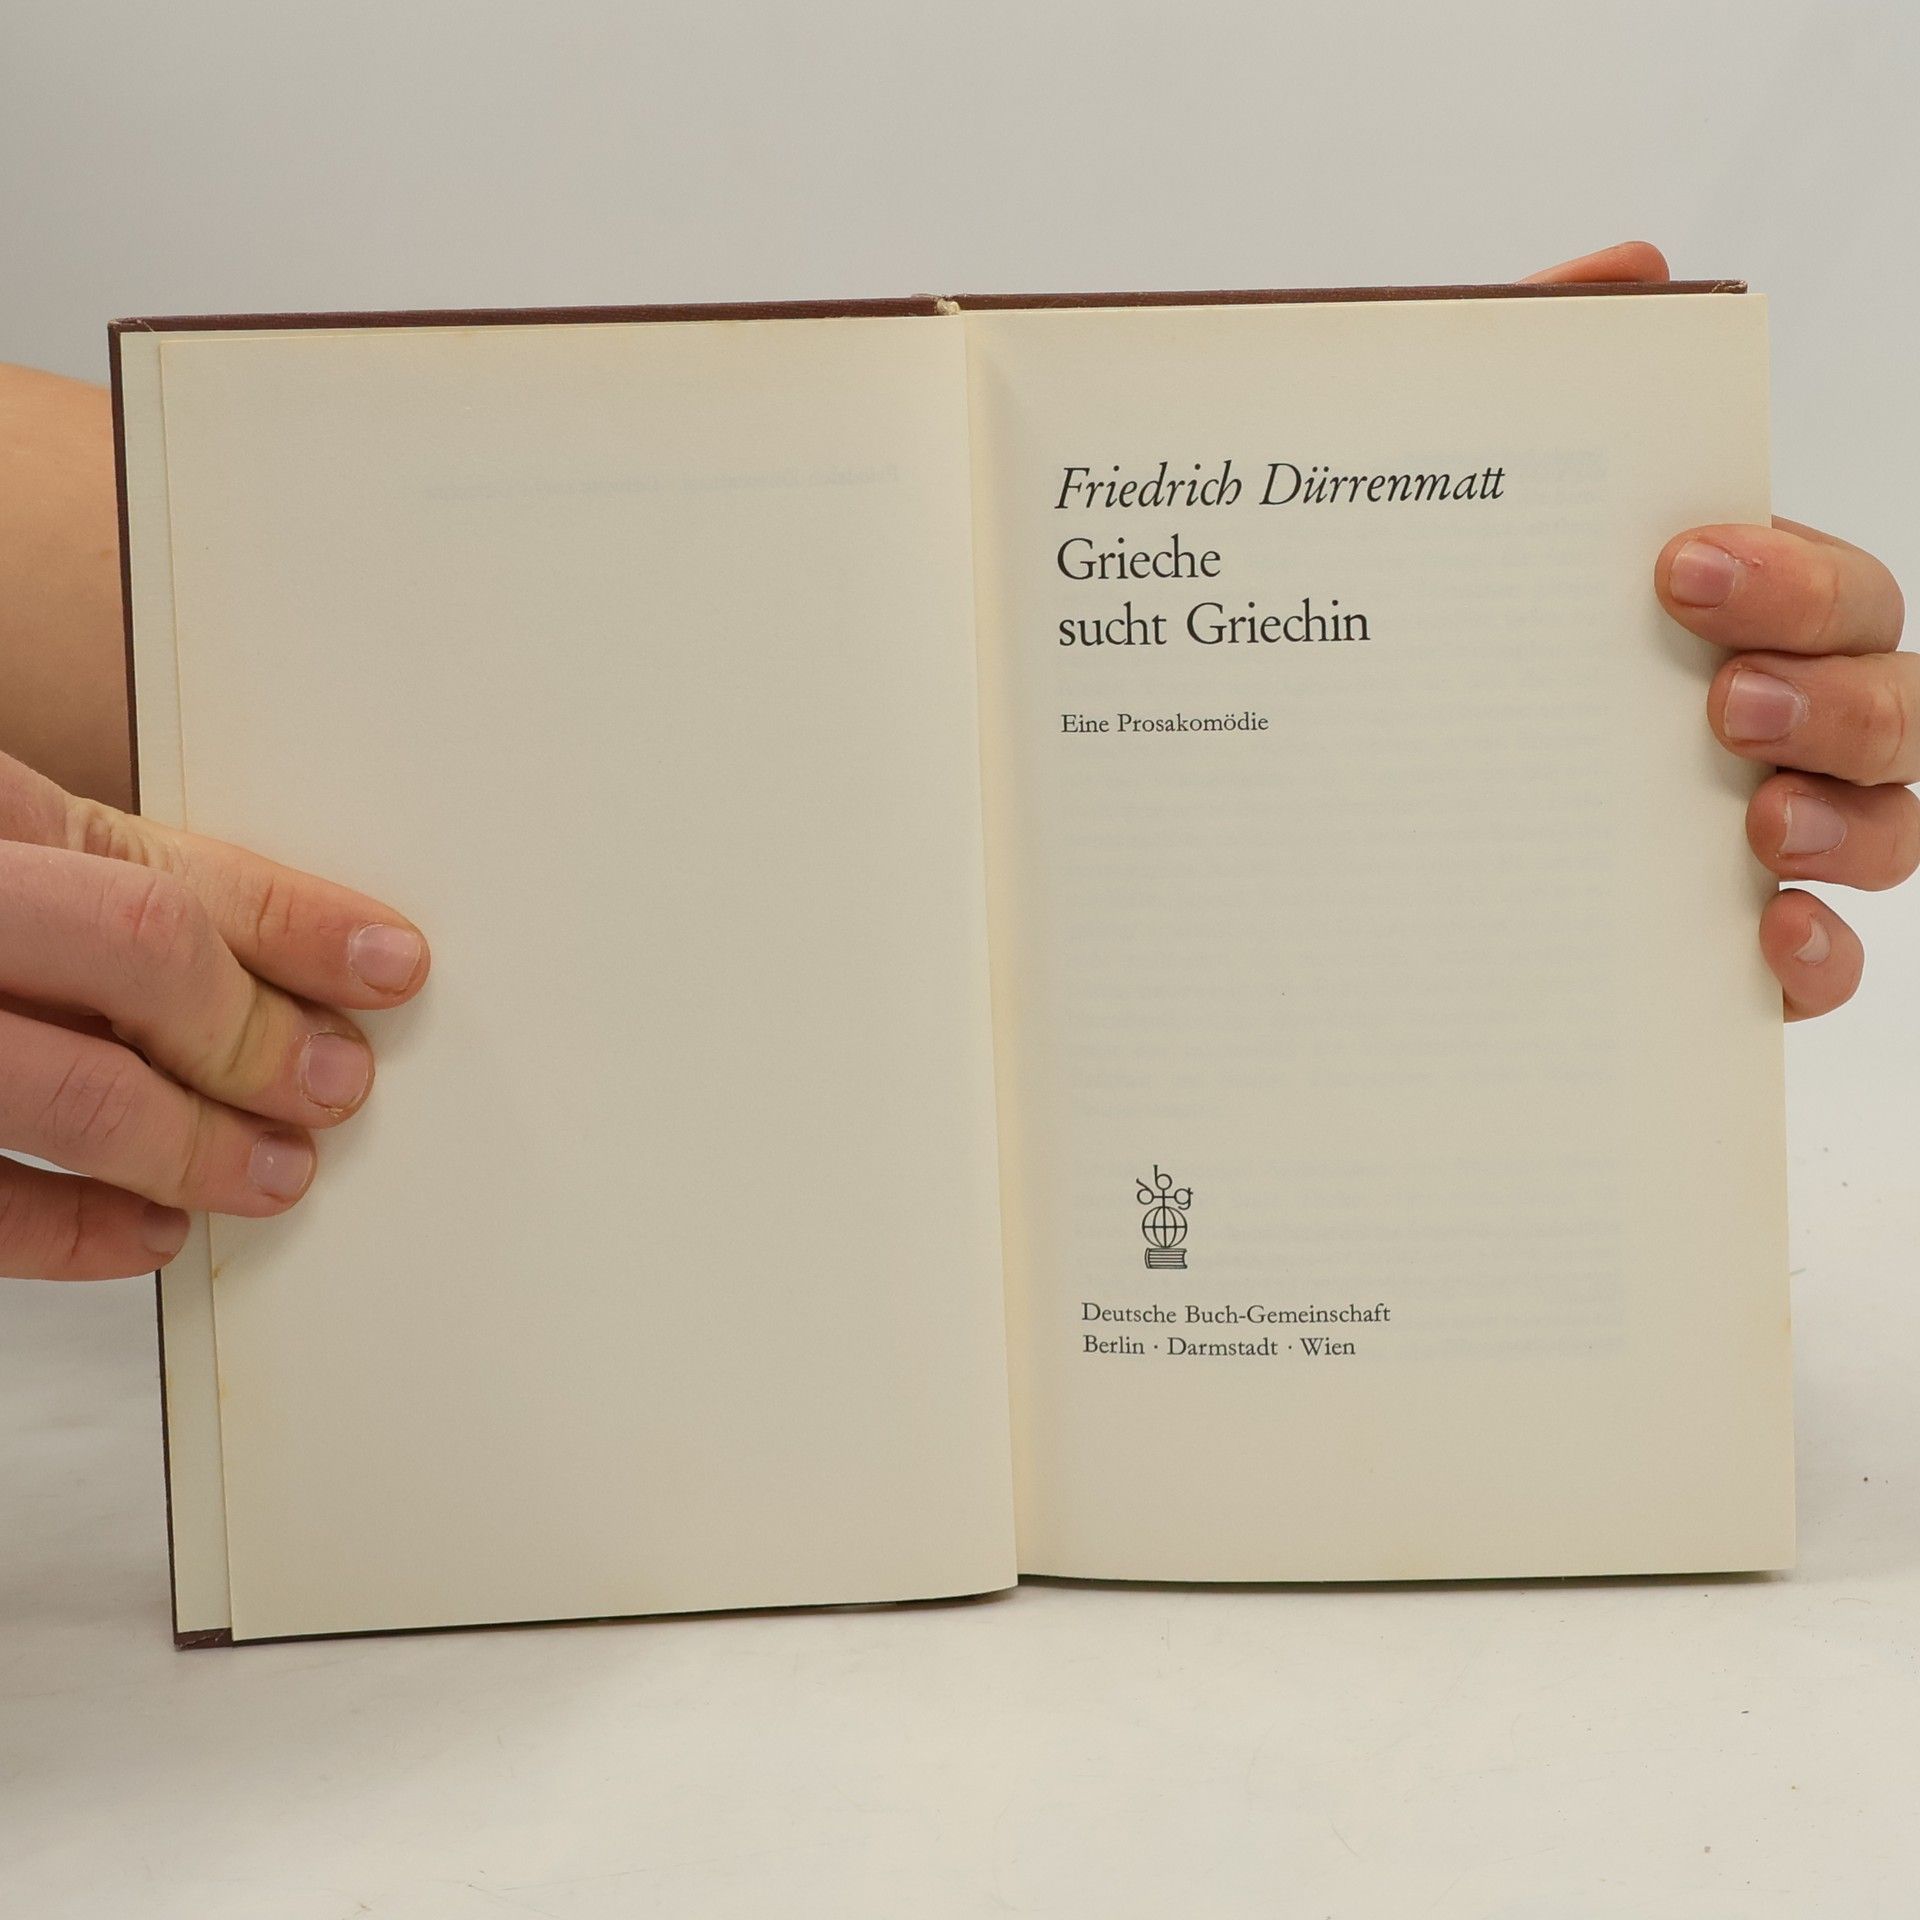 Friedrich Dürrenmatt
Grieche
sucht Griechin
Eine Prosakomödie
dbg
Deutsche Buch-Gemeinschaft
Berlin · Darmstadt · Wien